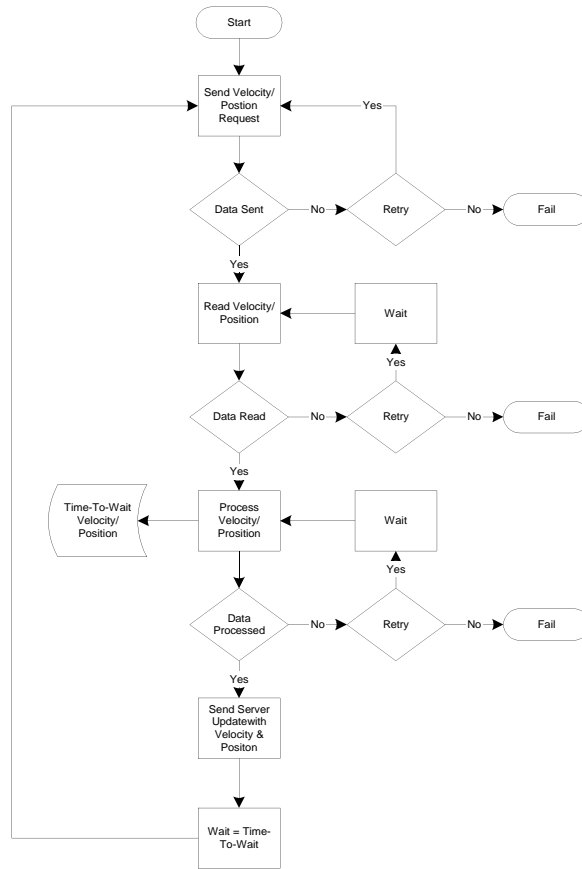 Start
Send Velocity/
Postion
Request
Yes
Data Sent
No
Retry
No
Fail
Yes
Read Velocity/
Position
Wait
Yes
Data Read
No
Retry
No
Fail
Yes
Time-To-Wait
Velocity/
Position
Process
Velocity/
Prosition
Wait
Yes
Data
Processed
No
Retry
No
Fail
Yes
Send Server
Updatewith
Velocity &
Positon
Wait = Time-
To-Wait